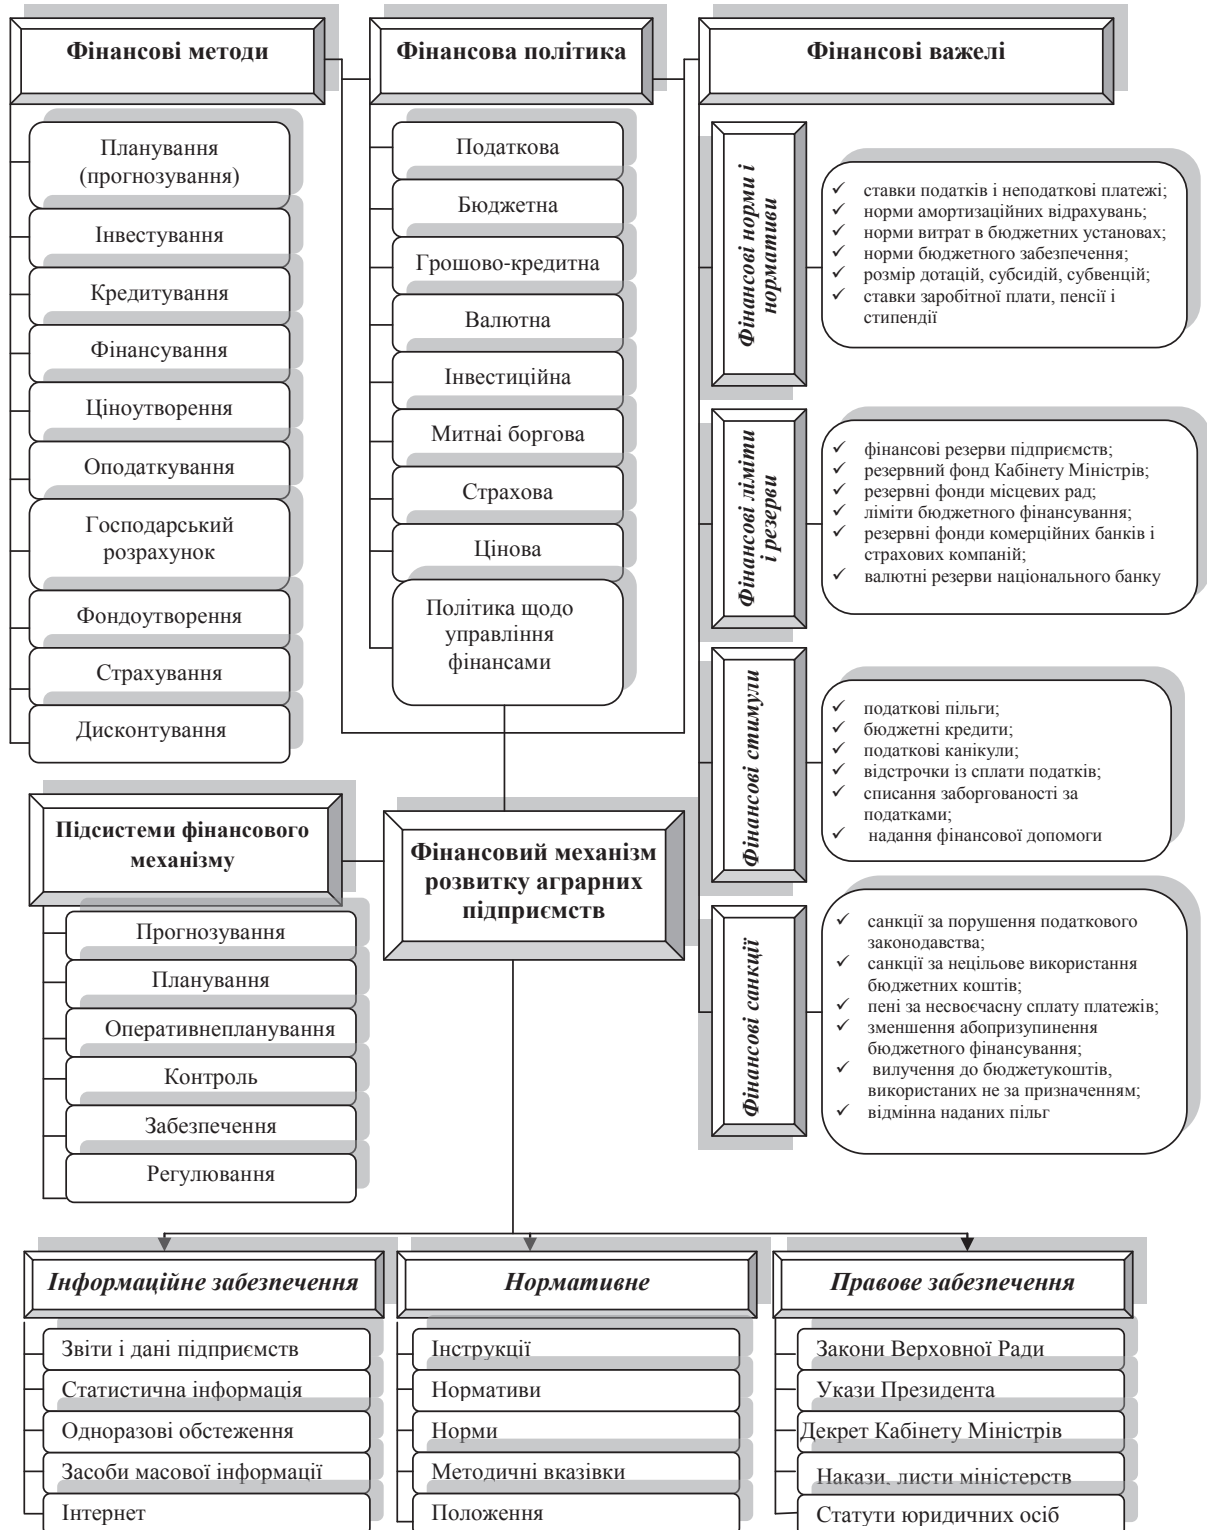 Фінансові методи
Планування
(прогнозування)
Інвестування
Кредитування
Фінансування
Ціноутворення
Оподаткування
Господарський
розрахунок
Фондоутворення
Страхування
Дисконтування
Фінансова політика
Податкова
Бюджетна
Грошово-кредитна
Валютна
Інвестиційна
Митнаі боргова
Страхова
Цінова
Політика щодо
управління
фінансами
Фінансові важелі
Фінансові норми і
нормативи
✓ ставки податків і неподаткові платежі;
✓ норми амортизаційних відрахувань;
✓ норми витрат в бюджетних установах;
✓ норми бюджетного забезпечення;
✓ розмір дотацій, субсидій, субвенцій;
✓ ставки заробітної плати, пенсії і
стипендії
Фінансові ліміти
і резерви
✓ фінансові резерви підприємств;
✓ резервний фонд Кабінету Міністрів;
✓ резервні фонди місцевих рад;
✓ ліміти бюджетного фінансування;
✓ резервні фонди комерційних банків і
страхових компаній;
✓ валютні резерви національного банку
Фінансові стимули
✓ податкові пільги;
✓ бюджетні кредити;
✓ податкові канікули;
✓ відстрочки із сплати податків;
✓ списання заборгованості за
податками;
✓ надання фінансової допомоги
Фінансові санкції
✓ санкції за порушення податкового
законодавства;
✓ санкції за нецільове використання
бюджетних коштів;
✓ пені за несвоєчасну сплату платежів;
✓ зменшення абопризупинення
бюджетного фінансування;
✓ вилучення до бюджетукоштів,
використаних не за призначенням;
✓ відмінна наданих пільг
Підсистеми фінансового
механізму
Прогнозування
Планування
Оперативнепланування
Контроль
Забезпечення
Регулювання
Фінансовий механізм
розвитку аграрних
підприємств
Інформаційне забезпечення
Звіти і дані підприємств
Статистична інформація
Одноразові обстеження
Засоби масової інформації
Інтернет
Нормативне
Інструкції
Нормативи
Норми
Методичні вказівки
Положення
Правове забезпечення
Закони Верховної Ради
Укази Президента
Декрет Кабінету Міністрів
Накази, листи міністерств
Статути юридичних осіб